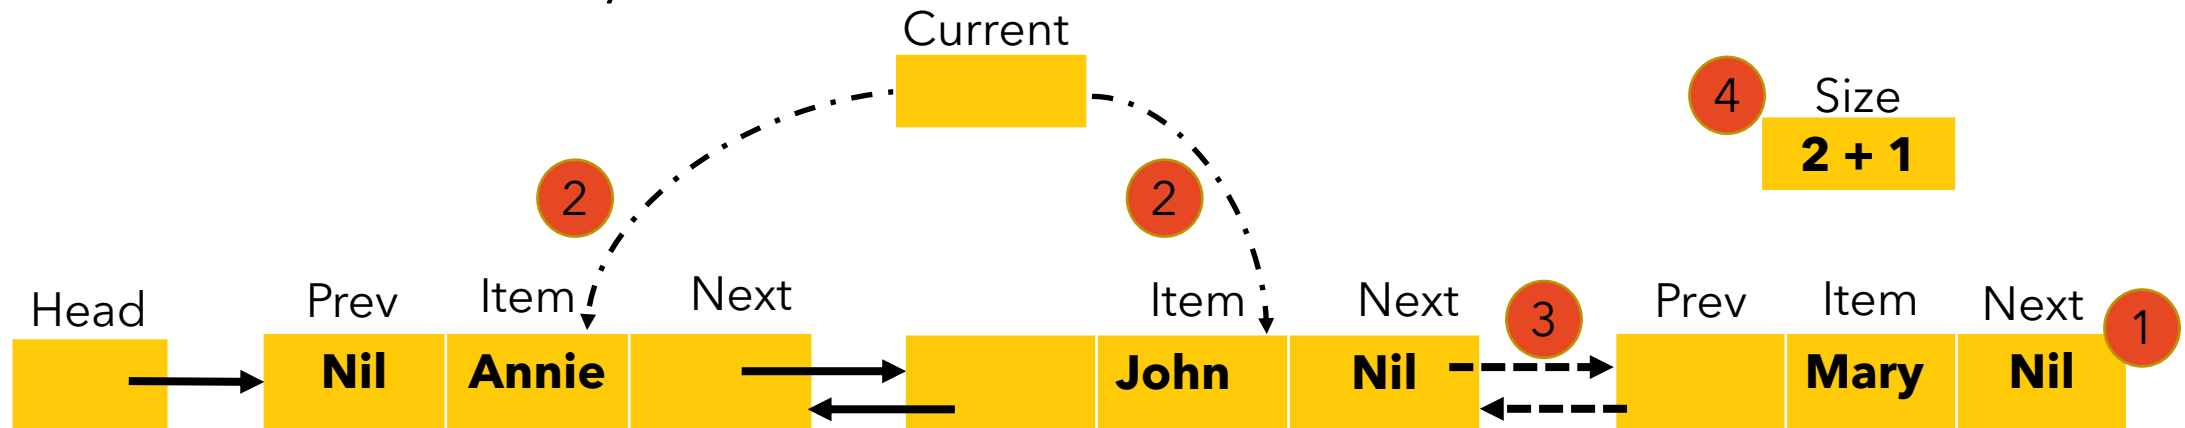 Current
4 Size
2 + 1
2 2
Head Prev Item Next Item Next 3 Prev Item Next 1
Nil Annie John Nil Mary Nil